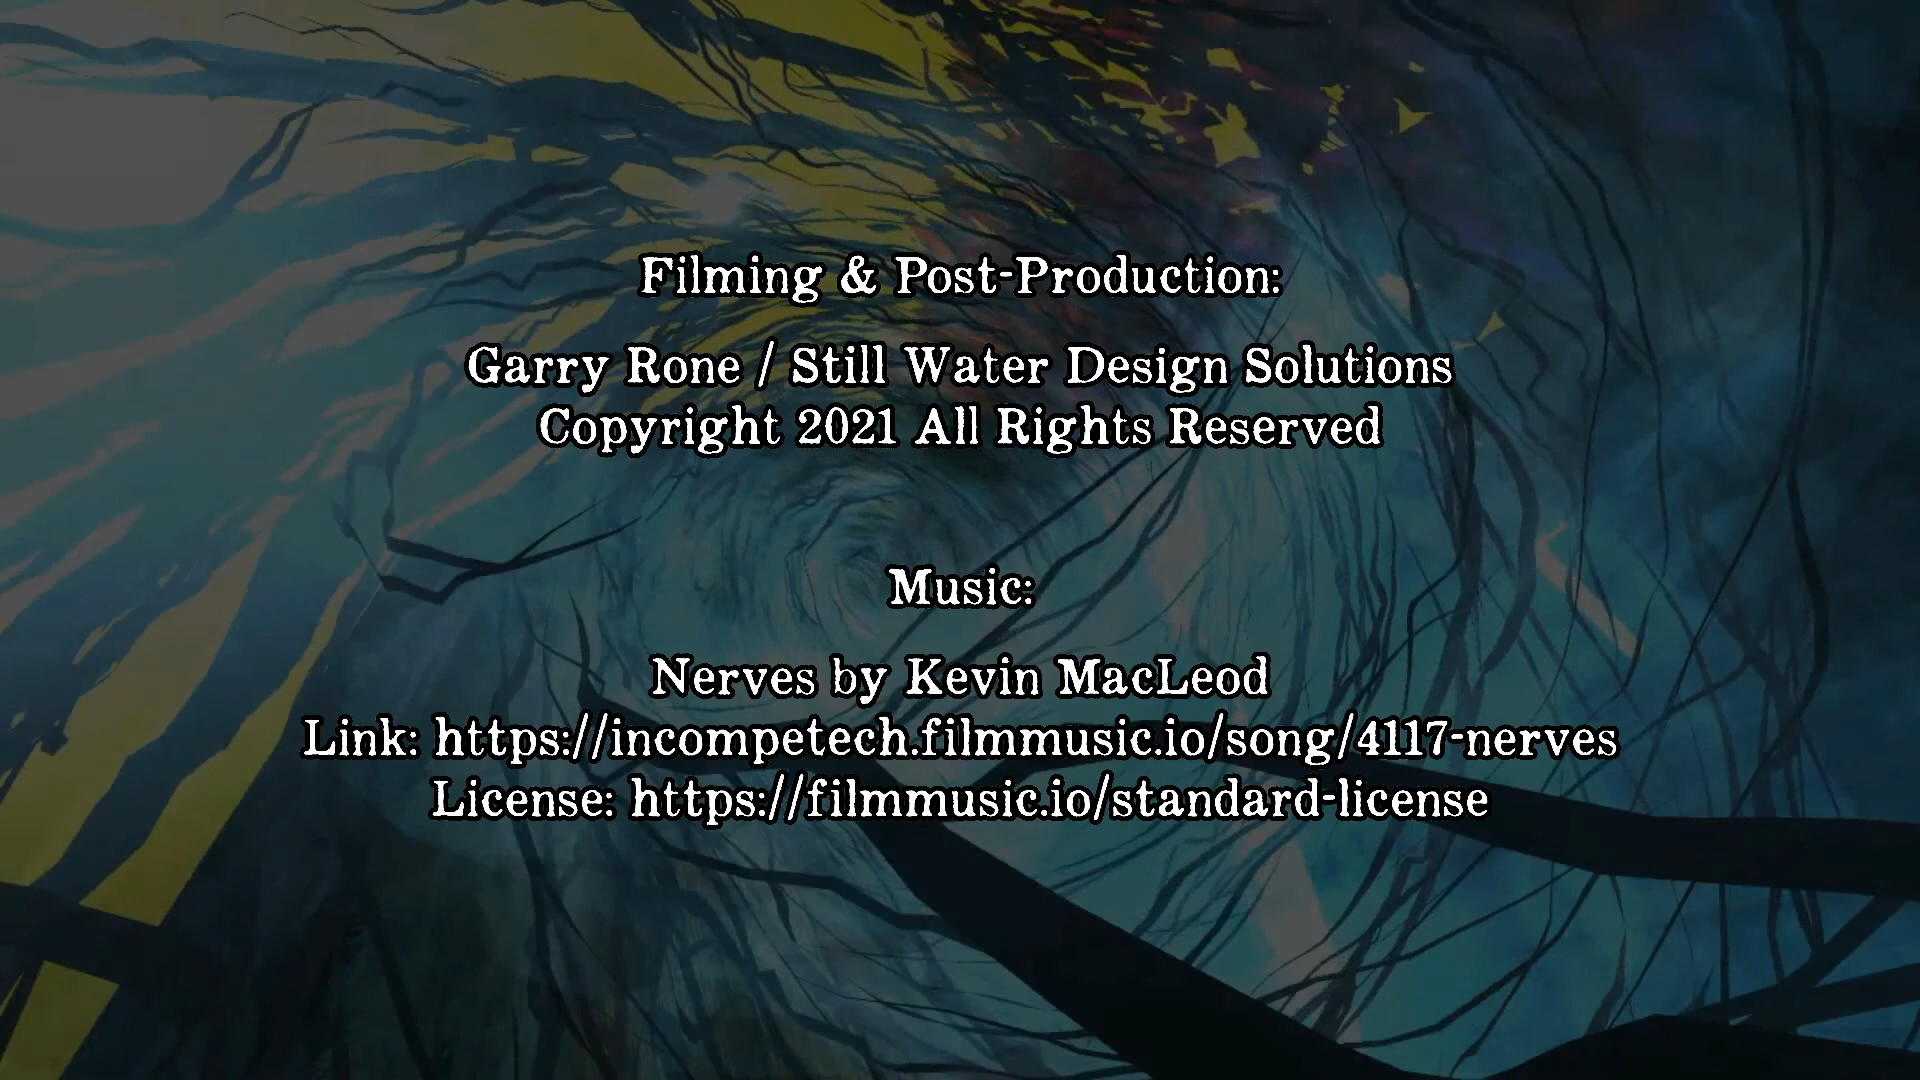 Filming & Post-Production:
Garry Rone / Still Water Design Solutions
Copyright 2021 All Rights Reserved
Music:
Nerves by Kevin MacLeod
Link: https://incompetech.filmmusic.io/song/4117-nerves
License: https://filmmusic.io/standard-license